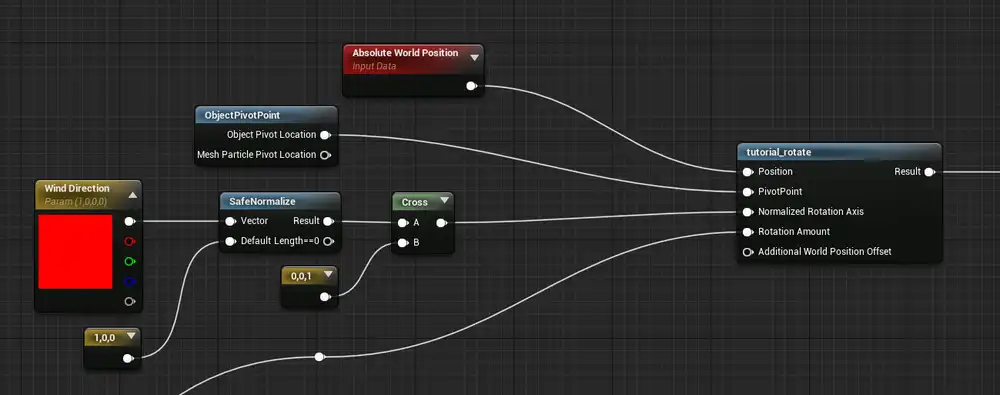 Absolute World Position
Input Data
ObjectPivotPoint
Object Pivot Location
Mesh Particle Pivot Location
tutorial_rotate
Position
Result
PivotPoint
Normalized Rotation Axis
Rotation Amount
Additional World Position Offset
Wind Direction
Param (1,0,0,0)
SafeNormalize
Vector
Result
Default Length==0
Cross
A
B
0,0,1
1,0,0